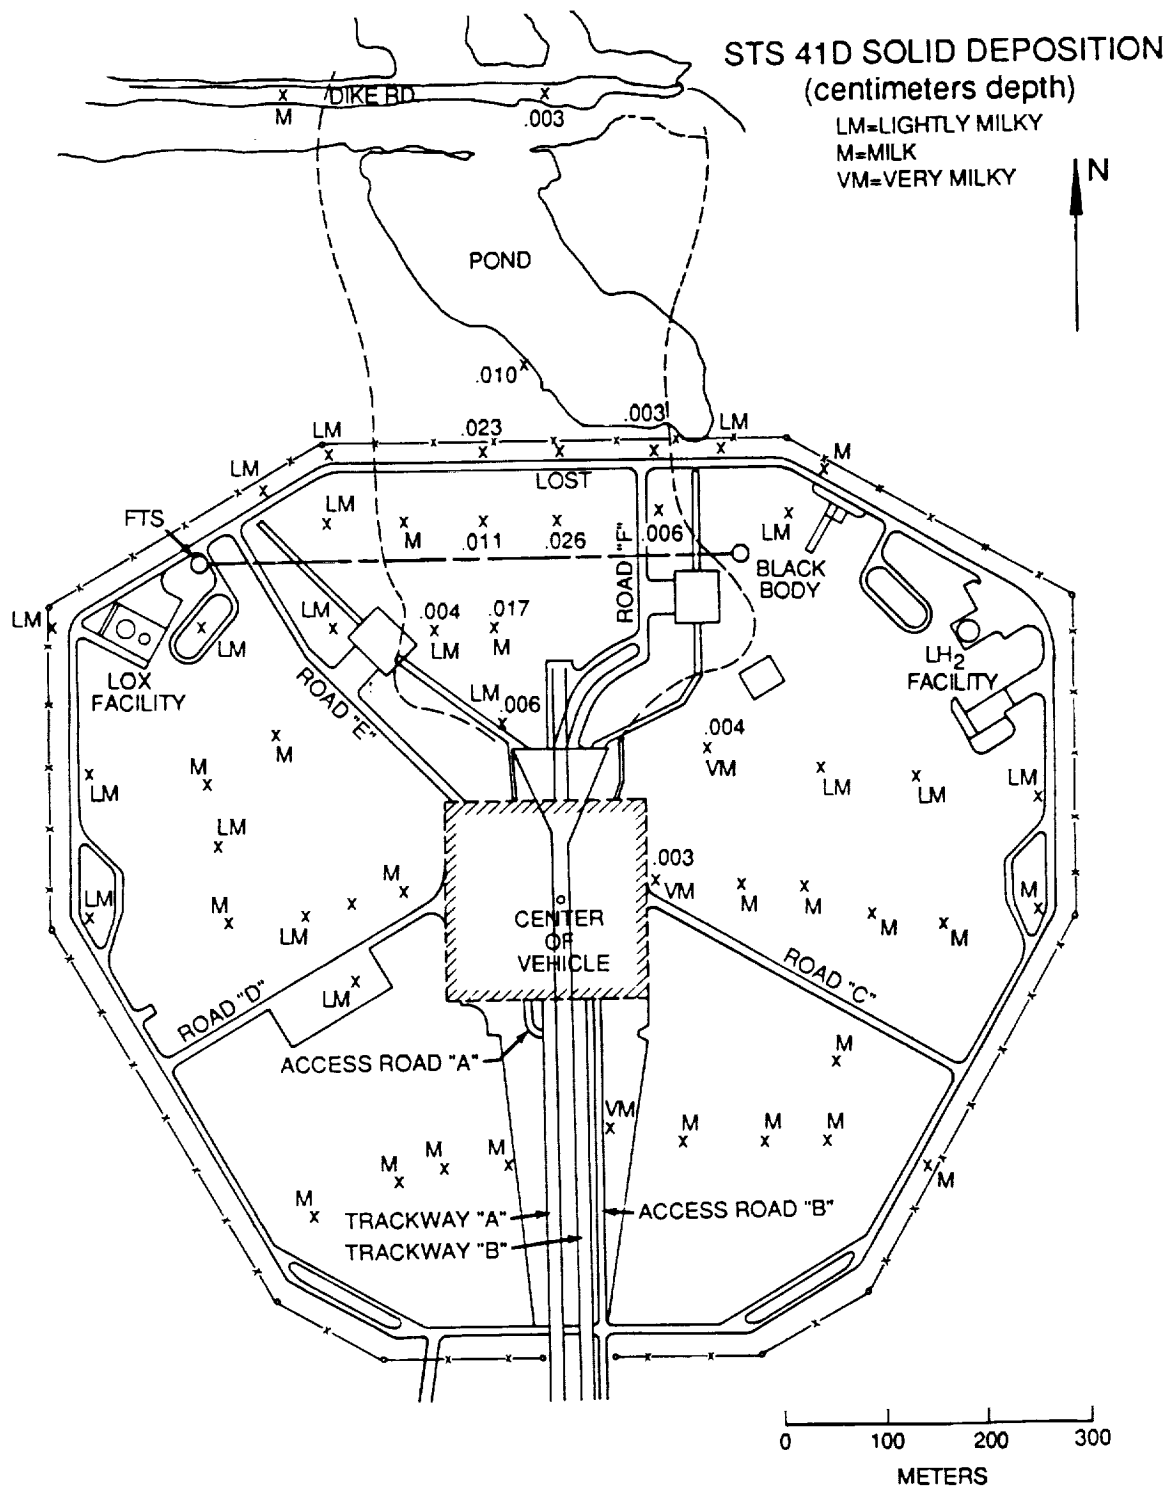 STS 41D SOLID DEPOSITION
(centimeters depth)
LM=LIGHTLY MILKY
M=MILK
VM=VERY MILKY
N
DIKE RD
M
.003
POND
.010
.003
LM
LM
.023
M
LM
LOST
FTS
LM
M
.011
.026
ROAD "F"
.006
LM
BLACK
BODY
LM
LM
LM
.004
LM
.017
M
LOX
FACILITY
ROAD "E"
LH2
FACILITY
LM
.006
.004
VM
M
M
LM
LM
LM
LM
LM
.003
VM
M
M
M
LM
M
LM
M
M
M
CENTER
OF
VEHICLE
ROAD "C"
ROAD "D"
LM
ACCESS ROAD "A"
M
VM
M
M
M
M
M
M
M
M
TRACKWAY "A"
ACCESS ROAD "B"
TRACKWAY "B"
0 100 200 300
METERS